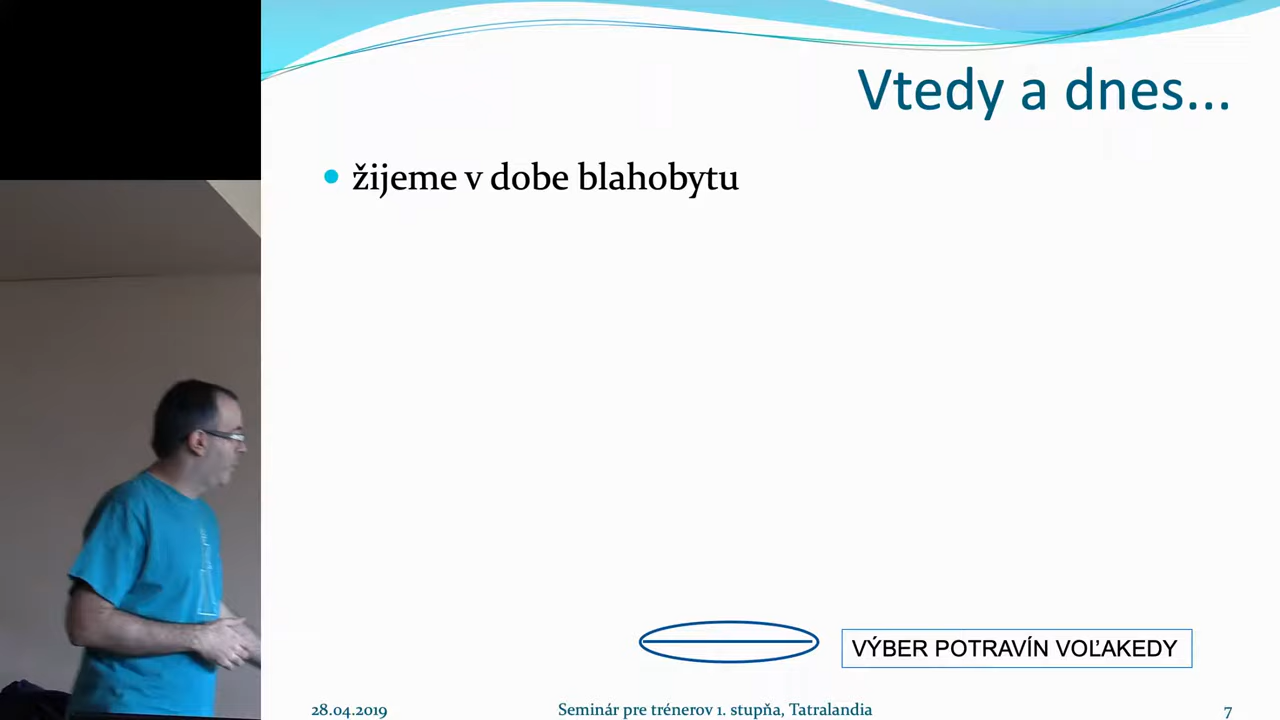 Vtedy a dnes...
žijeme v dobe blahobytu
VÝBER POTRAVÍN VOĽAKEDY
28.04.2019
Seminár pre trénerov 1. stupňa, Tatralandia
7